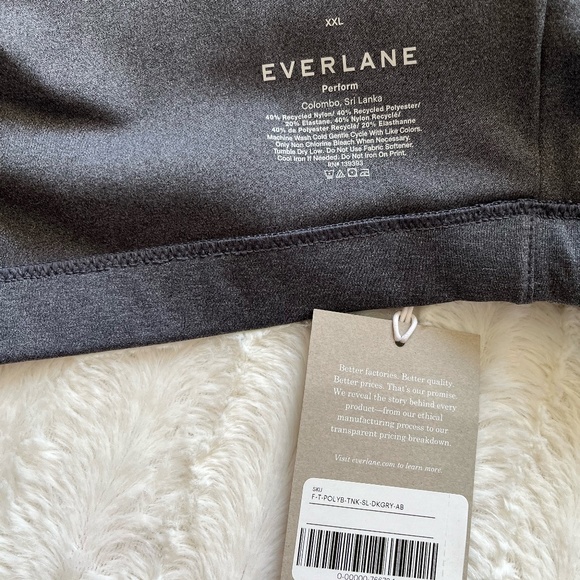 XXL
EVERLANE
Perform
Colombo, Sri Lanka
40% Recycled Nylon/ 40% Recycled Polyester/
20% Elastane. 40% Nylon Recyclé/
40% de Polyester Recyclé/ 20% Elasthanne
Machine Wash Cold Gentle Cycle With Like Colors.
Only Non Chlorine Bleach When Necessary.
Tumble Dry Low. Do Not Use Fabric Softener.
Cool Iron If Needed. Do Not Iron On Print.
RN# 139393
Better factories. Better quality
Better prices. That's our promise.
We reveal the story behind every
product—from our ethical
manufacturing process to our
transparent pricing breakdown.
Visit everlane.com to learn more.
SKU
F-T-POLYB-TNK-SL-DKGRY-AB